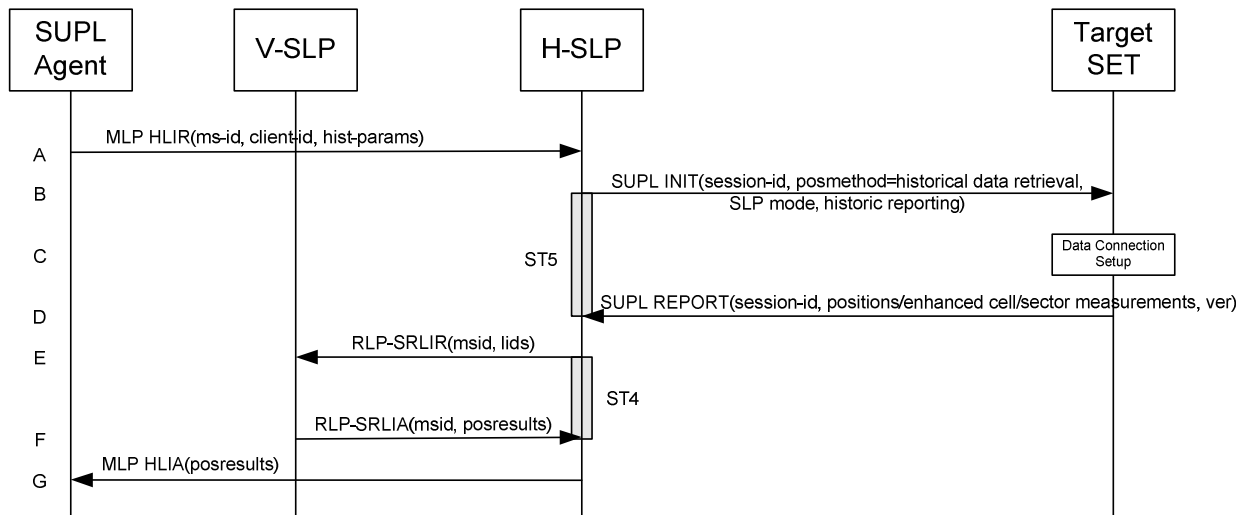 SUPL
Agent
V-SLP
H-SLP
Target
SET
A
MLP HLIR(ms-id, client-id, hist-params)
B
SUPL INIT(session-id, posmethod=historical data retrieval,
SLP mode, historic reporting)
C
ST5
Data Connection
Setup
D
SUPL REPORT(session-id, positions/enhanced cell/sector measurements, ver)
E
RLP-SRLIR(msid, lids)
ST4
F
RLP-SRLIA(msid, posresults)
G
MLP HLIA(posresults)